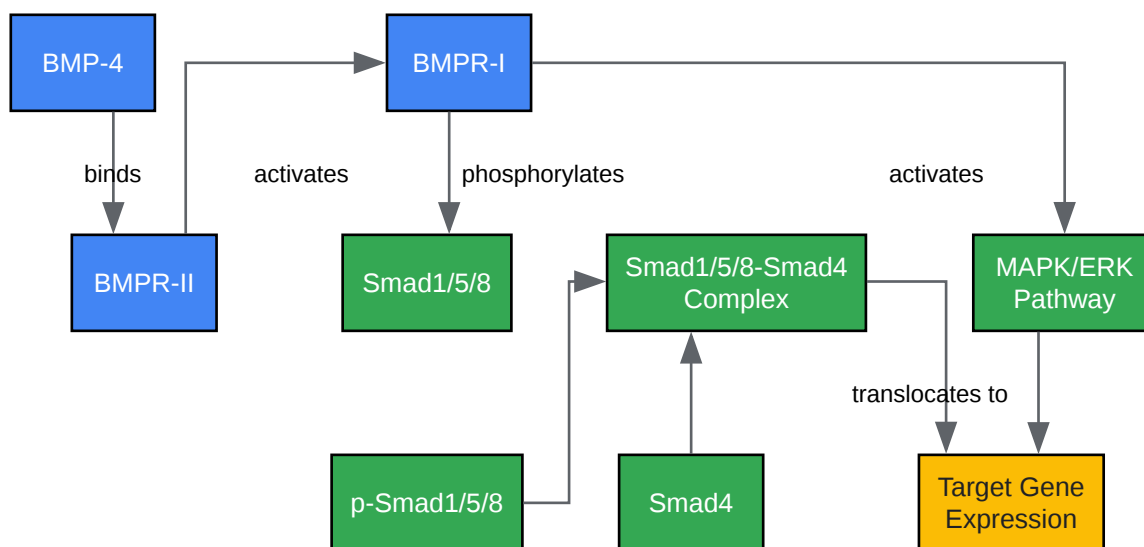 BMP-4
BMPR-I
binds
activates
phosphorylates
activates
BMPR-II
Smad1/5/8
Smad1/5/8-Smad4
Complex
MAPK/ERK
Pathway
translocates to
p-Smad1/5/8
Smad4
Target Gene
Expression